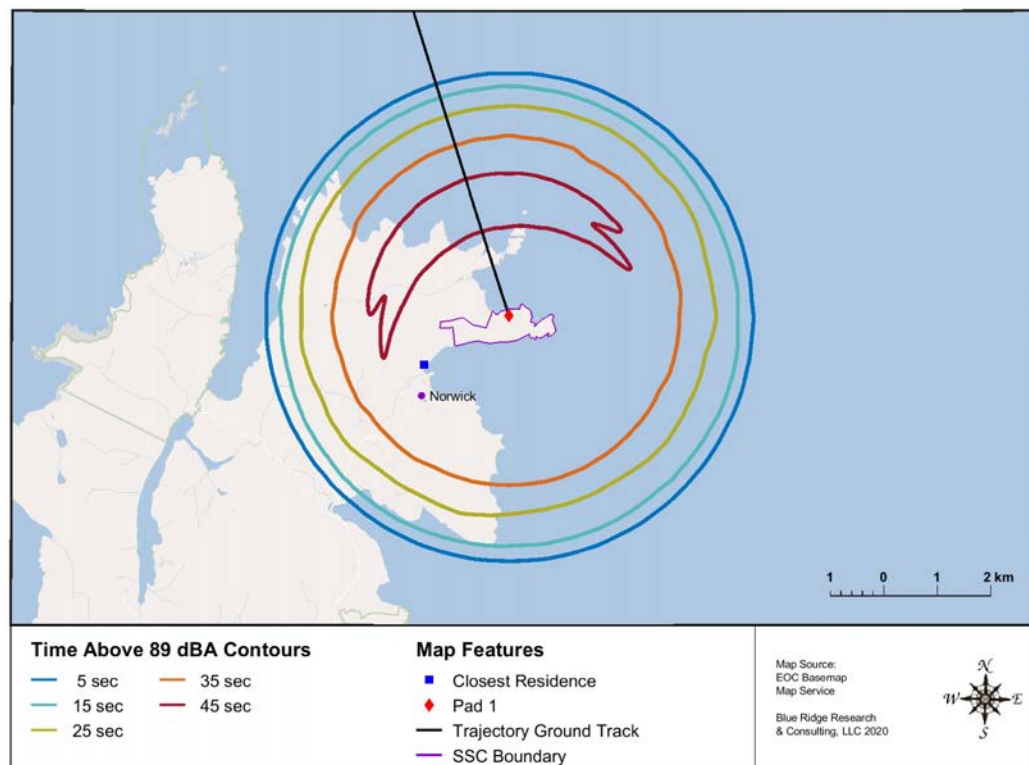 Norwick
1 0 1 2 km
Time Above 89 dBA Contours
5 sec
15 sec
25 sec
35 sec
45 sec
Map Features
Closest Residence
Pad 1
Trajectory Ground Track
SSC Boundary
Map Source:
EOC Basemap
Map Service
Blue Ridge Research
& Consulting, LLC 2020
N
W E
S